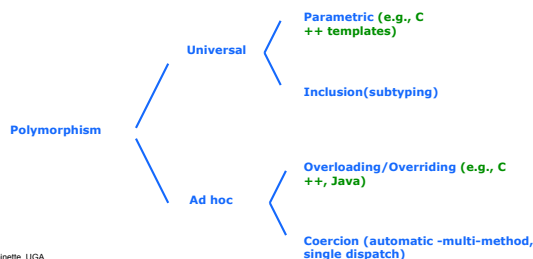 Parametric (e.g., C
++ templates)
Universal
Inclusion(subtyping)
Polymorphism
Overloading/Overriding (e.g., C
++, Java)
Ad hoc
Coercion (automatic -multi-method,
single dispatch)
UGA